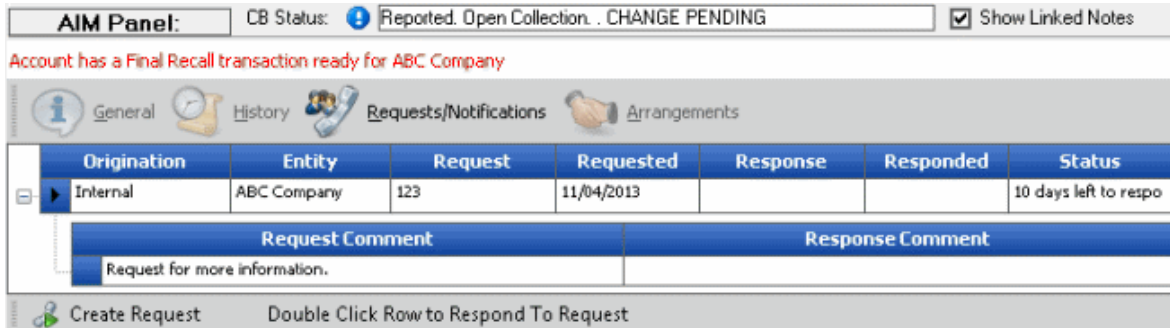 AIM Panel: CB Status: Reported. Open Collection. . CHANGE PENDING Show Linked Notes
Account has a Final Recall transaction ready for ABC Company
General History Requests/Notifications Arrangements
Origination Entity Request Requested Response Responded Status
Internal ABC Company 123 11/04/2013 10 days left to respo
Request Comment Response Comment
Request for more information.
Create Request Double Click Row to Respond To Request